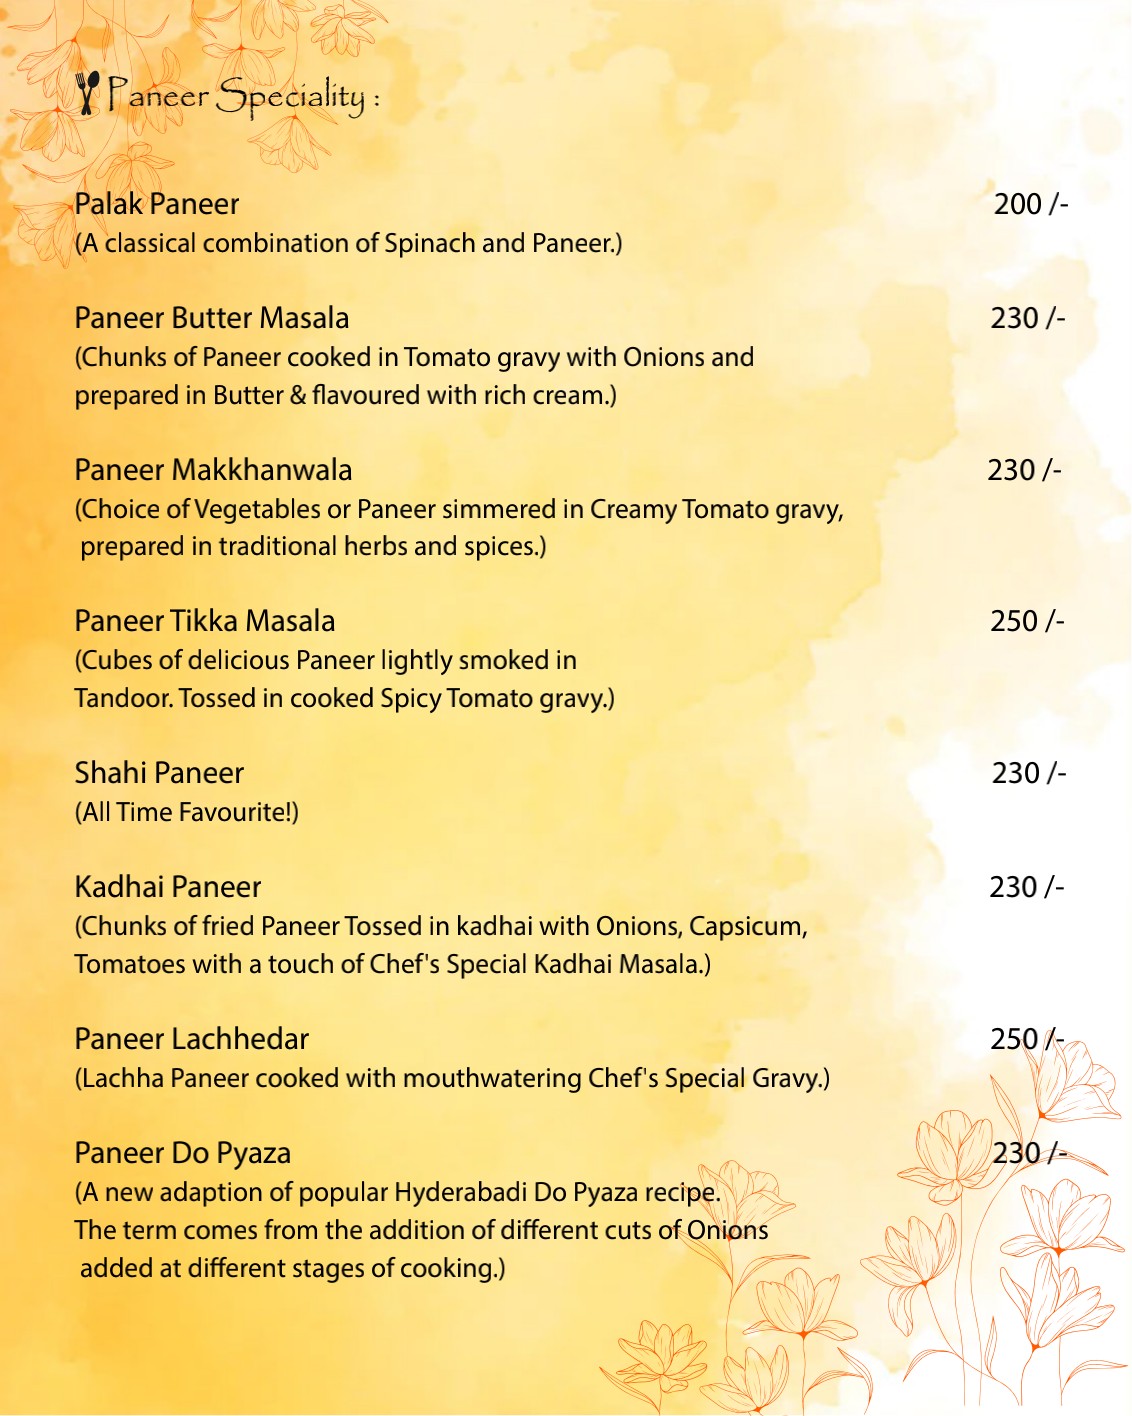 Paneer Speciality :
Palak Paneer 200 /-
(A classical combination of Spinach and Paneer.)
Paneer Butter Masala 230 /-
(Chunks of Paneer cooked in Tomato gravy with Onions and
prepared in Butter & flavoured with rich cream.)
Paneer Makkhanwala 230 /-
(Choice of Vegetables or Paneer simmered in Creamy Tomato gravy,
prepared in traditional herbs and spices.)
Paneer Tikka Masala 250 /-
(Cubes of delicious Paneer lightly smoked in
Tandoor. Tossed in cooked Spicy Tomato gravy.)
Shahi Paneer 230 /-
(All Time Favourite!)
Kadhai Paneer 230 /-
(Chunks of fried Paneer Tossed in kadhai with Onions, Capsicum,
Tomatoes with a touch of Chef's Special Kadhai Masala.)
Paneer Lachhedar 250 /-
(Lachha Paneer cooked with mouthwatering Chef's Special Gravy.)
Paneer Do Pyaza 230 /-
(A new adaption of popular Hyderabadi Do Pyaza recipe.
The term comes from the addition of different cuts of Onions
added at different stages of cooking.)